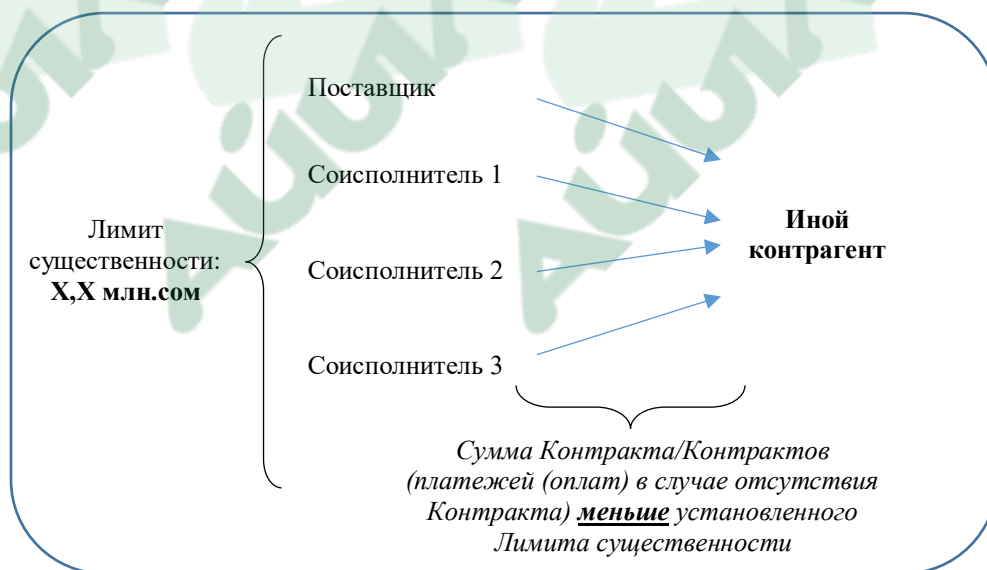 Поставщик
Соисполнитель 1
Лимит
существенности:
Х,Х млн.сом
Соисполнитель 2
Соисполнитель 3
Иной
контрагент
Сумма Контракта/Контрактов
(платежей (оплат) в случае отсутствия
Контракта) меньше установленного
Лимита существенности